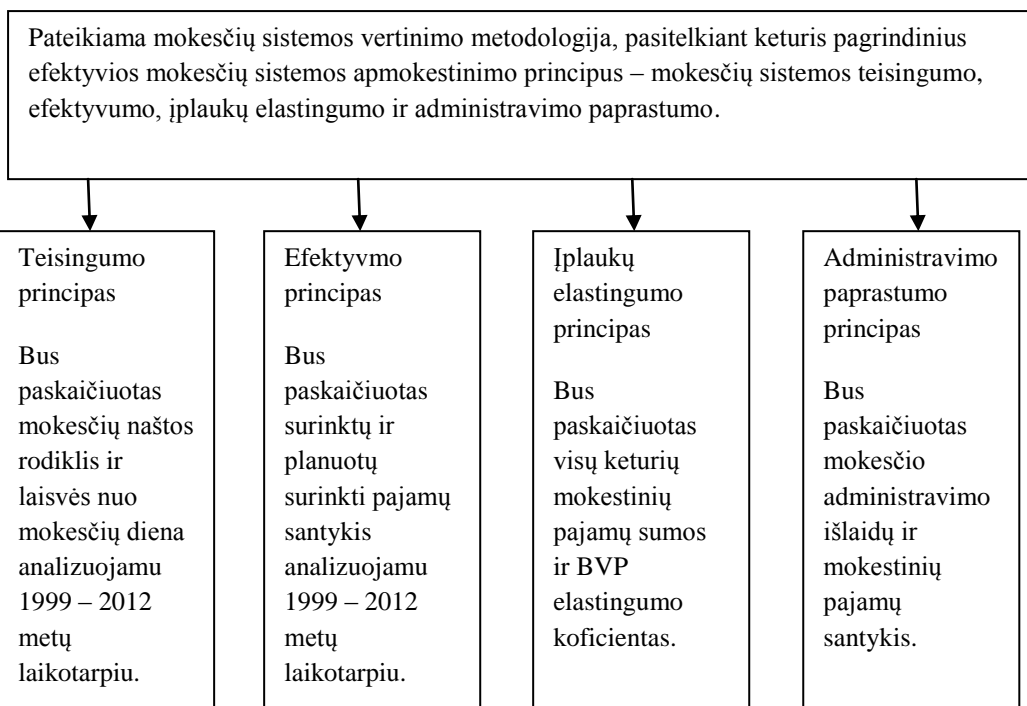 Pateikiama mokesčių sistemos vertinimo metodologija, pasitelkiant keturis pagrindinius
efektyvios mokesčių sistemos apmokestinimo principus – mokesčių sistemos teisingumo,
efektyvumo, įplaukų elastingumo ir administravimo paprastumo.
Teisingumo
principas
Bus
paskaičiuotas
mokesčių naštos
rodiklis ir
laisvės nuo
mokesčių diena
analizuojamu
1999 – 2012
metų
laikotarpiu.
Efektyvmo
principas
Bus
paskaičiuotas
surinktų ir
planuotų
surinkti pajamų
santykis
analizuojamu
1999 – 2012
metų
laikotarpiu.
Įplaukų
elastingumo
principas
Bus
paskaičiuotas
visų keturių
mokestinių
pajamų sumos
ir BVP
elastingumo
koficientas.
Administravimo
paprastumo
principas
Bus
paskaičiuotas
mokesčio
administravimo
išlaidų ir
mokestinių
pajamų
santykis.